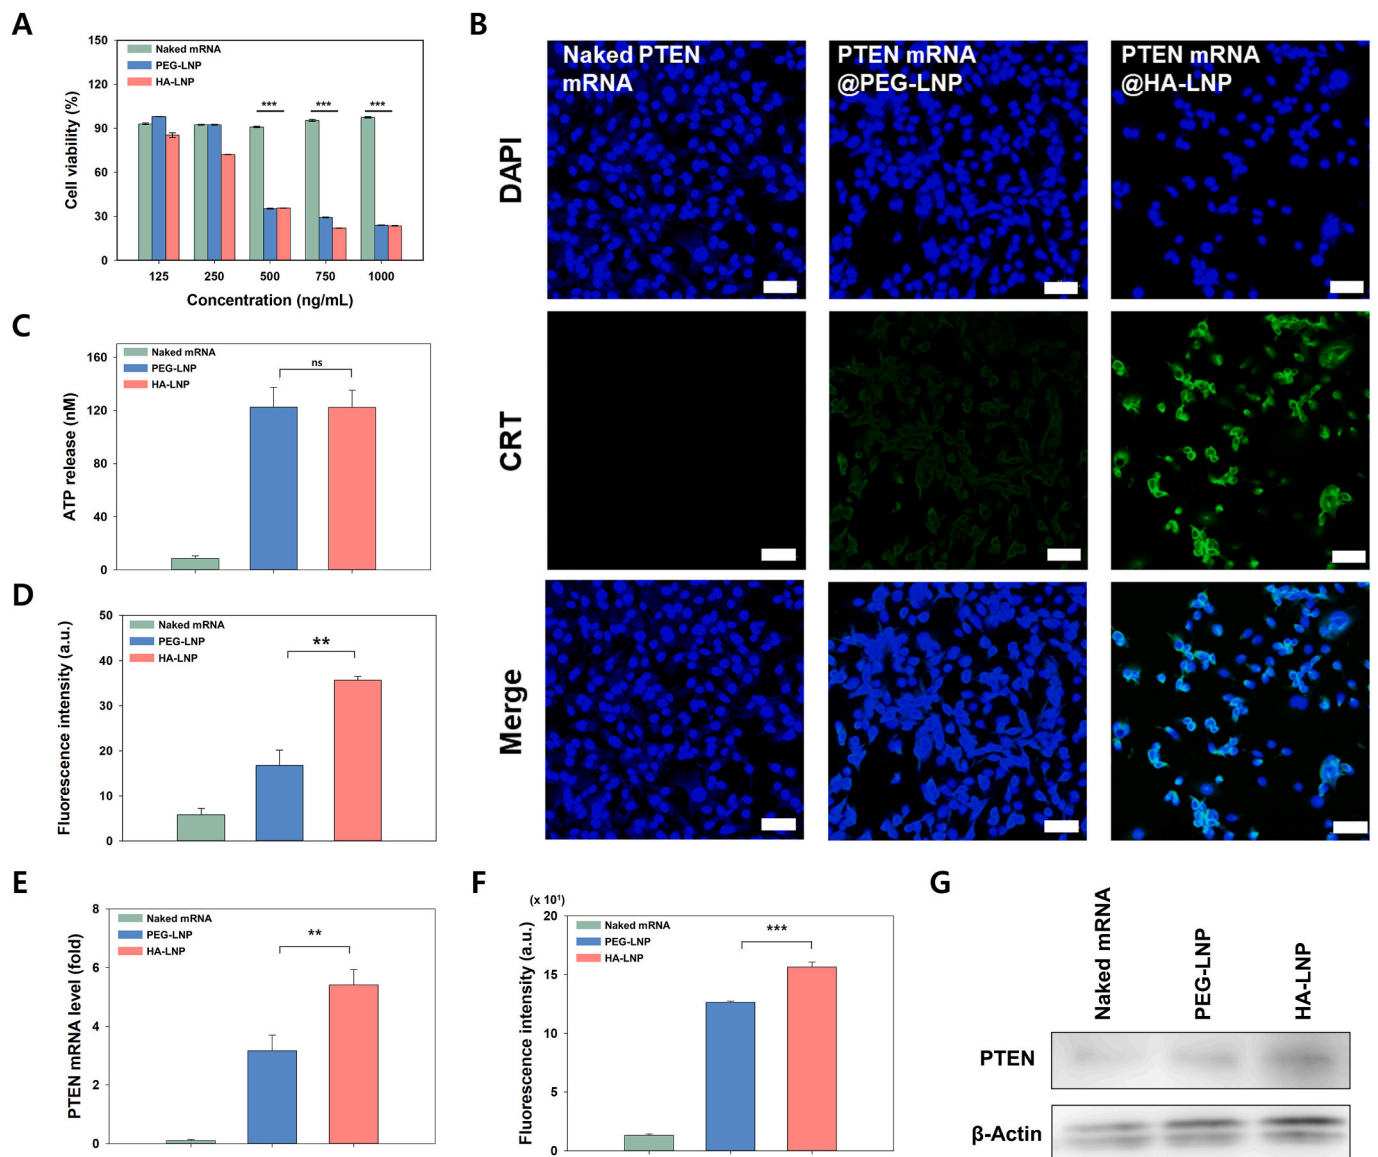 A
150
120
90
60
30
0
Cell viability (%)
Naked mRNA
PEG-LNP
HA-LNP
***
***
***
125 250 500 750 1000
Concentration (ng/mL)
B
Naked PTEN
mRNA
PTEN mRNA
@PEG-LNP
PTEN mRNA
@HA-LNP
DAPI
CRT
Merge
C
160
120
80
40
0
ATP release (nM)
Naked mRNA
PEG-LNP
HA-LNP
ns
D
50
40
30
20
10
0
Fluorescence intensity (a.u.)
Naked mRNA
PEG-LNP
HA-LNP
**
E
8
6
4
2
0
PTEN mRNA level (fold)
Naked mRNA
PEG-LNP
HA-LNP
**
F
(x 10¹)
20
15
10
5
0
Fluorescence intensity (a.u.)
Naked mRNA
PEG-LNP
HA-LNP
***
G
Naked mRNA
PEG-LNP
HA-LNP
PTEN
β-Actin